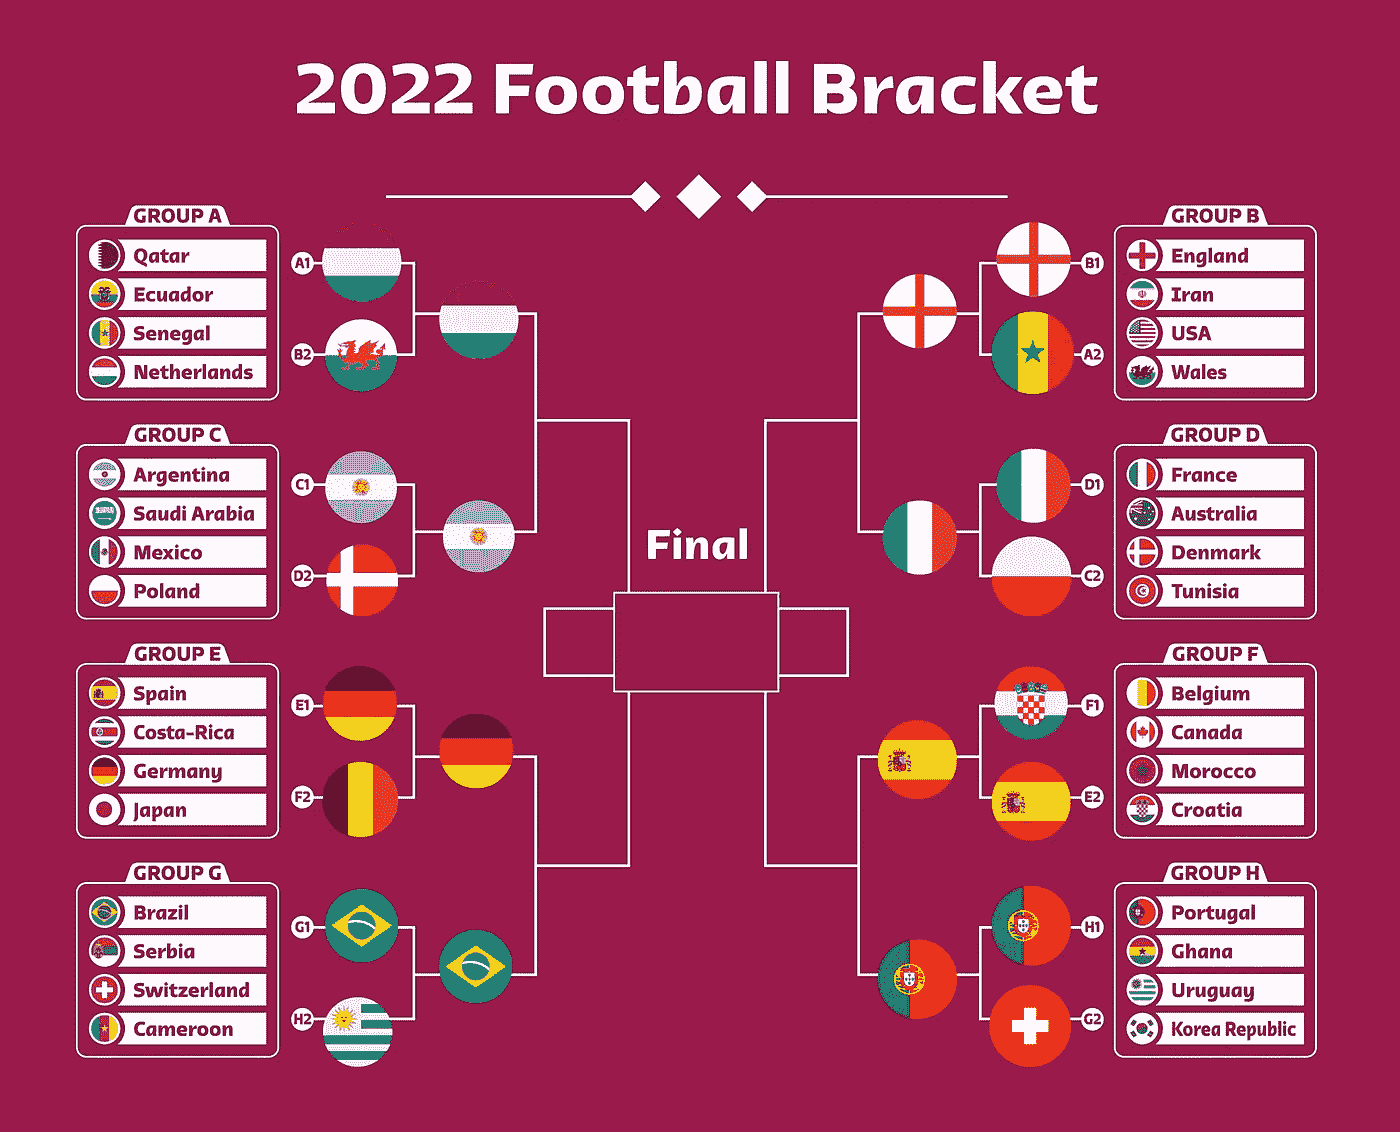 2022 Football Bracket
GROUP A
Qatar
Ecuador
Senegal
Netherlands
A1
B2
GROUP C
Argentina
Saudi Arabia
Mexico
Poland
C1
D2
GROUP E
Spain
Costa-Rica
Germany
Japan
E1
F2
GROUP G
Brazil
Serbia
Switzerland
Cameroon
G1
H2
Final
GROUP B
England
Iran
USA
Wales
B1
A2
GROUP D
France
Australia
Denmark
Tunisia
D1
C2
GROUP F
Belgium
Canada
Morocco
Croatia
F1
E2
GROUP H
Portugal
Ghana
Uruguay
Korea Republic
H1
G2